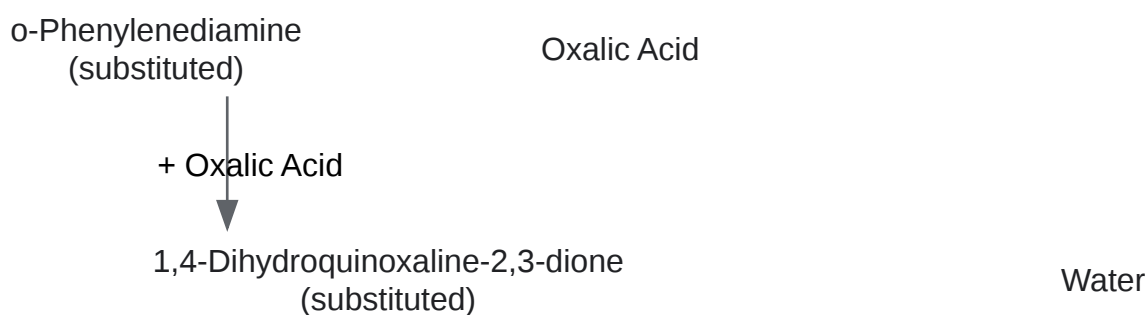 o-Phenylenediamine
(substituted)
Oxalic Acid
+ Oxalic Acid
1,4-Dihydroquinoxaline-2,3-dione
(substituted)
Water